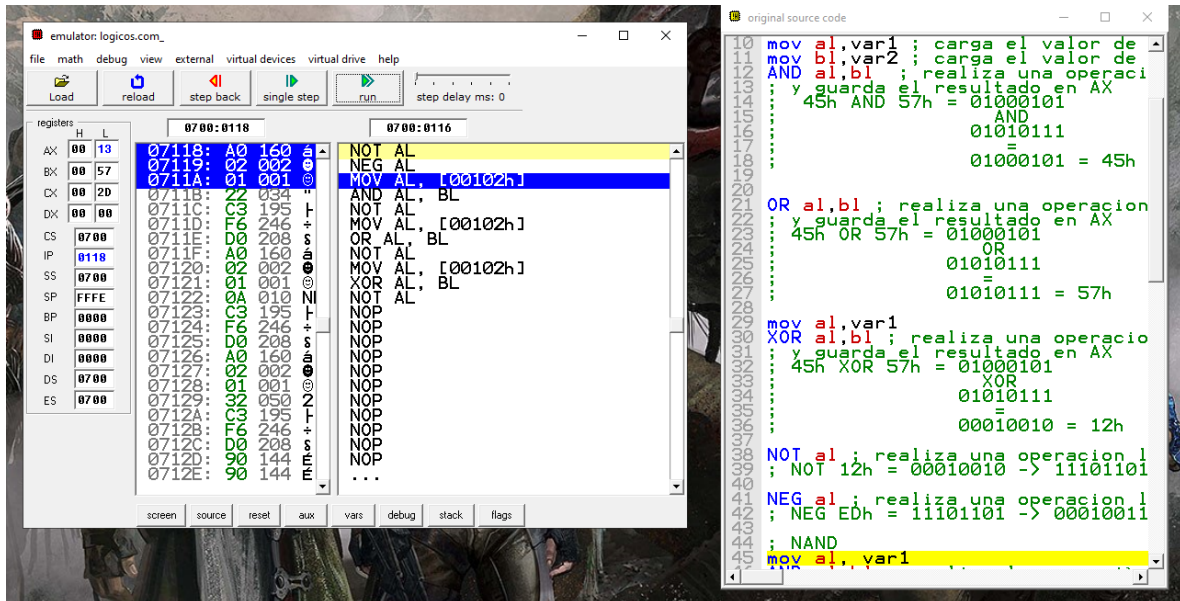 emulator: logicos.com_
file math debug view external virtual devices virtual drive help
Load reload step back single step run step delay ms: 0
registers
H L
AX 00 13
BX 00 57
CX 00 2D
DX 00 00
CS 0700
IP 0118
SS 0700
SP FFFE
BP 0000
SI 0000
DI 0000
DS 0700
ES 0700
0700:0118 0700:0116
07118: A0 160 á
07119: 02 002 ☻
0711A: 01 001 ☺
0711B: 22 034 "
0711C: C3 195 ├
0711D: F6 246 ÷
0711E: D0 208 š
0711F: A0 160 á
07120: 02 002 ☻
07121: 01 001 ☺
07122: 0A 010 NL
07123: C3 195 ├
07124: F6 246 ÷
07125: D0 208 š
07126: A0 160 á
07127: 02 002 ☻
07128: 01 001 ☺
07129: 32 050 2
0712A: C3 195 ├
0712B: F6 246 ÷
0712C: D0 208 š
0712D: 90 144 É
0712E: 90 144 É
NOT AL
NEG AL
MOV AL, [00102h]
AND AL, BL
NOT AL
MOV AL, [00102h]
OR AL, BL
NOT AL
MOV AL, [00102h]
XOR AL, BL
NOT AL
NOP
NOP
NOP
NOP
NOP
NOP
NOP
NOP
NOP
NOP
NOP
...
screen source reset aux vars debug stack flags
original source code
10 mov al,var1 ; carga el valor de
11 mov bl,var2 ; carga el valor de
12 AND al,bl ; realiza una operaci
13 ; y guarda el resultado en AX
14 ; 45h AND 57h = 01000101
15 ; AND
16 ; 01010111
17 ; =
18 ; 01000101 = 45h
19
20
21 OR al,bl ; realiza una operacion
22 ; y guarda el resultado en AX
23 ; 45h OR 57h = 01000101
24 ; OR
25 ; 01010111
26 ; =
27 ; 01010111 = 57h
28
29 mov al,var1
30 XOR al,bl ; realiza una operacio
31 ; y guarda el resultado en AX
32 ; 45h XOR 57h = 01000101
33 ; XOR
34 ; 01010111
35 ; =
36 ; 00010010 = 12h
37
38 NOT al ; realiza una operacion l
39 ; NOT 12h = 00010010 -> 11101101
40
41 NEG al ; realiza una operacion l
42 ; NEG EDh = 11101101 -> 00010011
43
44 ; NAND
45 mov al, var1